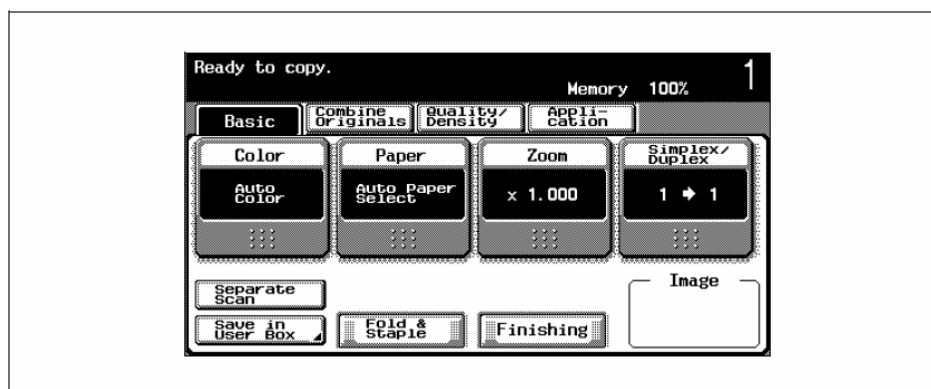 Ready to copy.
1
Memory 100%
Basic
Combine
Originals
Quality/
Density
Appli-
cation
Color
Paper
Zoom
Simplex/
Duplex
Auto
Color
Auto Paper
Select
x 1.000
1 ➔ 1
Separate
Scan
Image
Save in
User Box
Fold &
Staple
Finishing